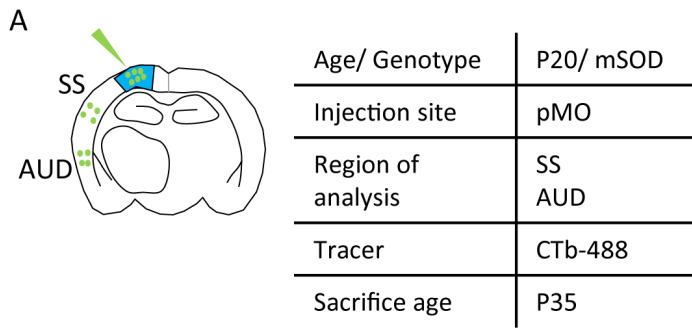 A
SS
AUD
Age/ Genotype P20/ mSOD
Injection site pMO
Region of SS
analysis AUD
Tracer CTb-488
Sacrifice age P35